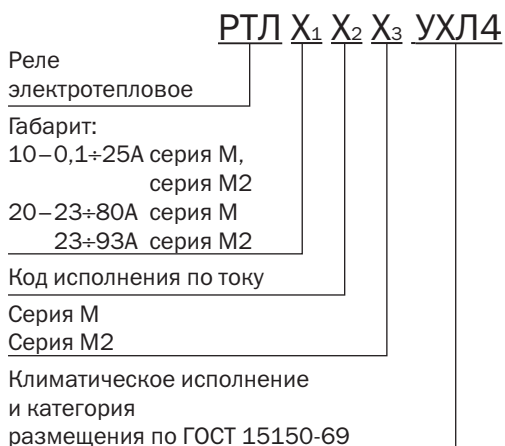 РТЛ X1 X2 X3 УХЛ4
Реле
электротепловое
Габарит:
10–0,1÷25А серия М,
серия М2
20–23÷80А серия М
23÷93А серия М2
Код исполнения по току
Серия М
Серия М2
Климатическое исполнение
и категория
размещения по ГОСТ 15150-69